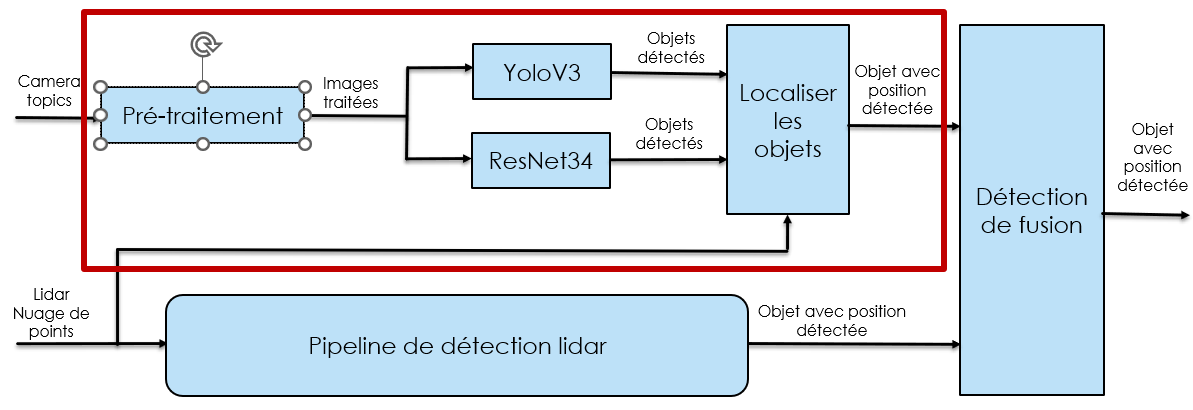 Camera
topics
Pré-traitement
Images
traitées
YoloV3
ResNet34
Objets
détectés
Objets
détectés
Localiser
les
objets
Objet avec
position
détectée
Détection
de fusion
Objet
avec
position
détectée
Lidar
Nuage de
points
Pipeline de détection lidar
Objet avec position
détectée